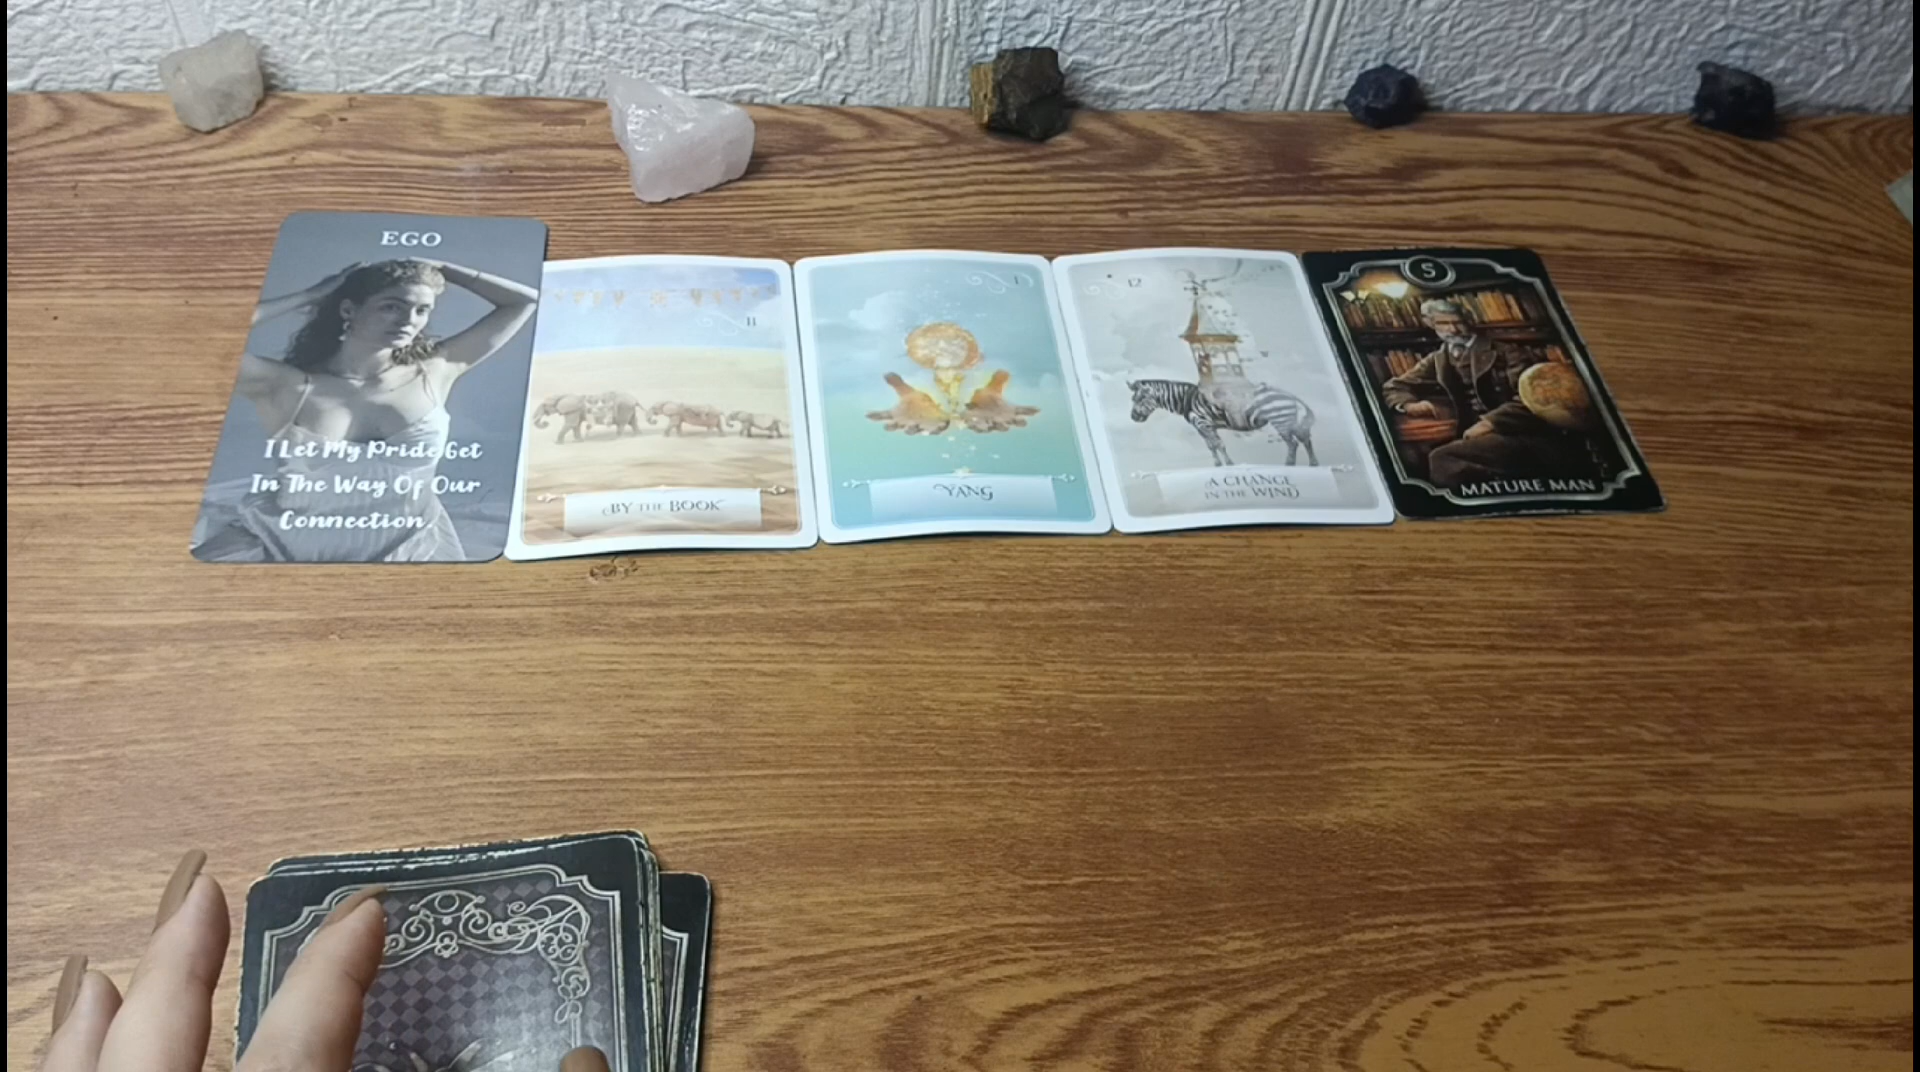 EGO
I Let My Pride Get
In The Way Of Our
Connection.
11
BY THE BOOK
1
YANG
A CHANGE
IN THE WIND
5
MATURE MAN